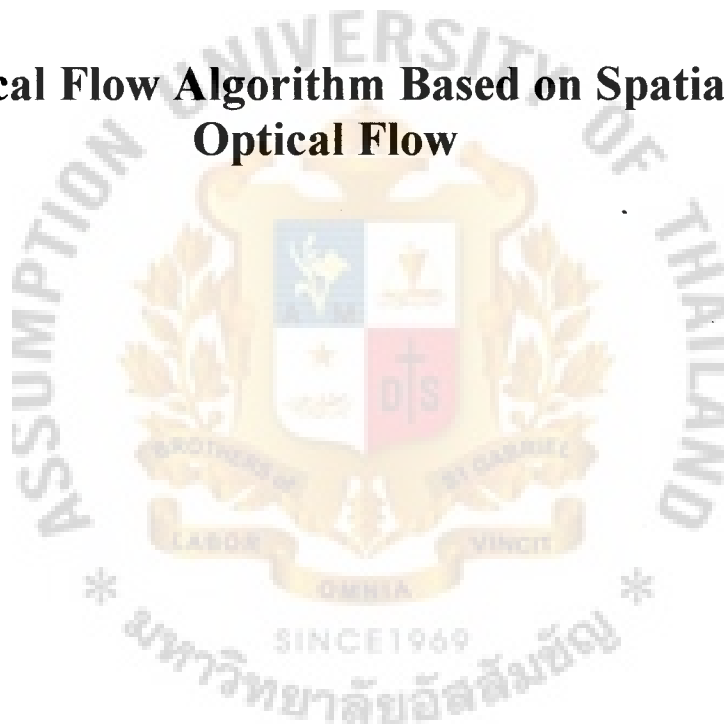 cal Flow Algorithm Based on Spatia
Optical Flow
ASSUMPTION UNIVERSITY OF THAILAND
A M
D S
BROTHERS of ST GABRIEL
LABOR OMNIA VINCIT
SINCE1969
* มหาวิทยาลัยอัสสัมชัญ *